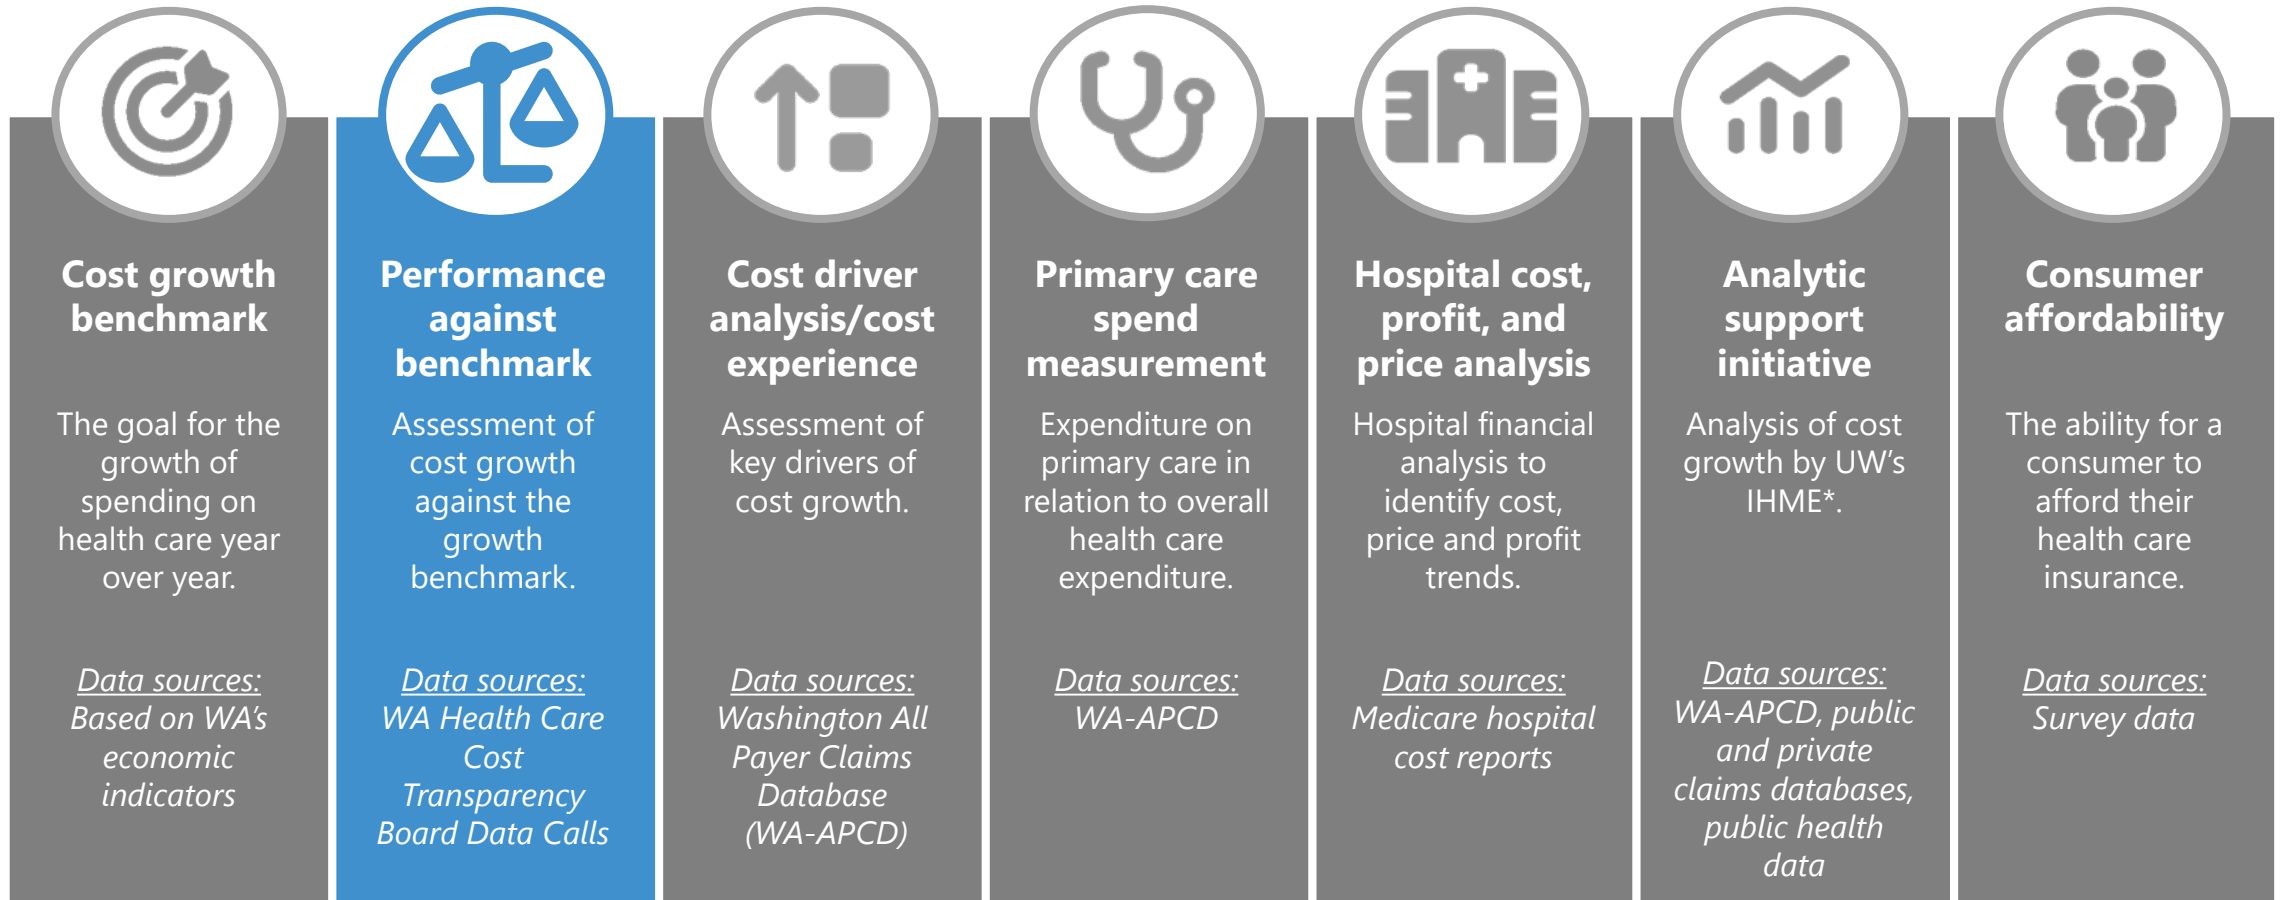 Cost growth
benchmark
The goal for the
growth of
spending on
health care year
over year.
Data sources:
Based on WA’s
economic
indicators
Performance
against
benchmark
Assessment of
cost growth
against the
growth
benchmark.
Data sources:
WA Health Care
Cost
Transparency
Board Data Calls
Cost driver
analysis/cost
experience
Assessment of
key drivers of
cost growth.
Data sources:
Washington All
Payer Claims
Database
(WA-APCD)
Primary care
spend
measurement
Expenditure on
primary care in
relation to overall
health care
expenditure.
Data sources:
WA-APCD
Hospital cost,
profit, and
price analysis
Hospital financial
analysis to
identify cost,
price and profit
trends.
Data sources:
Medicare hospital
cost reports
Analytic
support
initiative
Analysis of cost
growth by UW’s
IHME*.
Data sources:
WA-APCD, public
and private
claims databases,
public health
data
Consumer
affordability
The ability for a
consumer to
afford their
health care
insurance.
Data sources:
Survey data